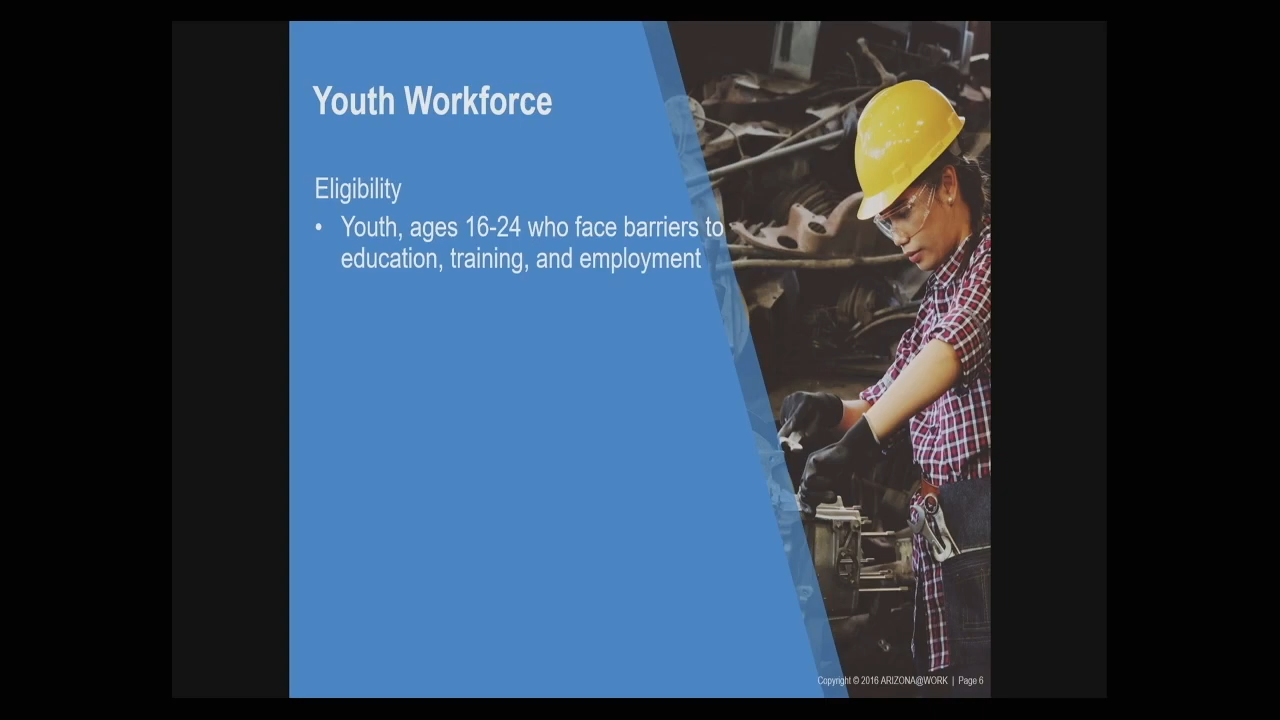 Youth Workforce
Eligibility
• Youth, ages 16-24 who face barriers to
education, training, and employment
Copyright © 2016 ARIZONA@WORK | Page 6